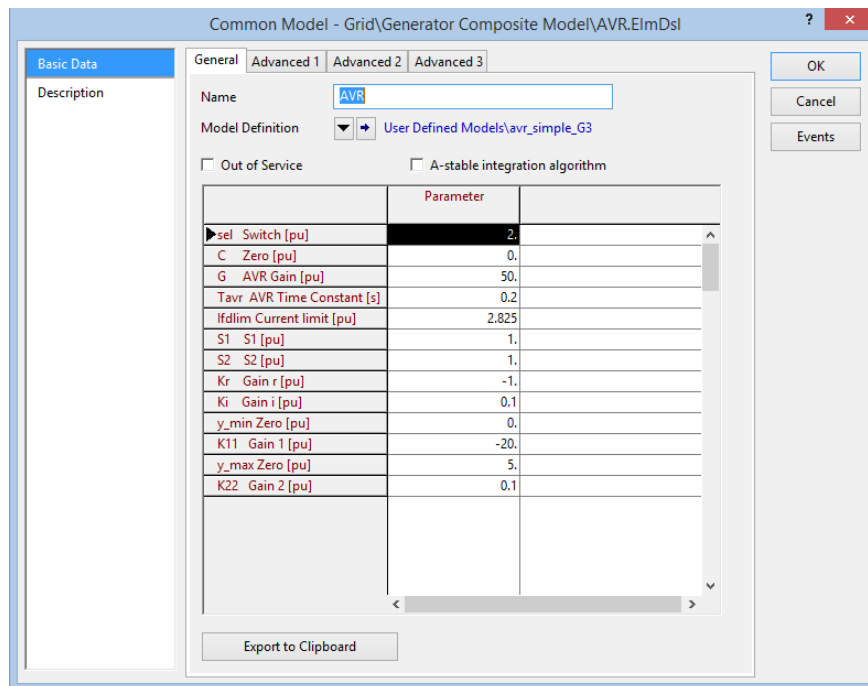 Common Model - Grid\Generator Composite Model\AVR.ElmDsl
? ×
Basic Data
Description
General Advanced 1 Advanced 2 Advanced 3
OK
Cancel
Events
Name AVR
Model Definition User Defined Models\avr_simple_G3
Out of Service A-stable integration algorithm
Parameter
sel Switch [pu] 2.
C Zero [pu] 0.
G AVR Gain [pu] 50.
Tavr AVR Time Constant [s] 0.2
Ifdlim Current limit [pu] 2.825
S1 S1 [pu] 1.
S2 S2 [pu] 1.
Kr Gain r [pu] -1.
Ki Gain i [pu] 0.1
y_min Zero [pu] 0.
K11 Gain 1 [pu] -20.
y_max Zero [pu] 5.
K22 Gain 2 [pu] 0.1
Export to Clipboard